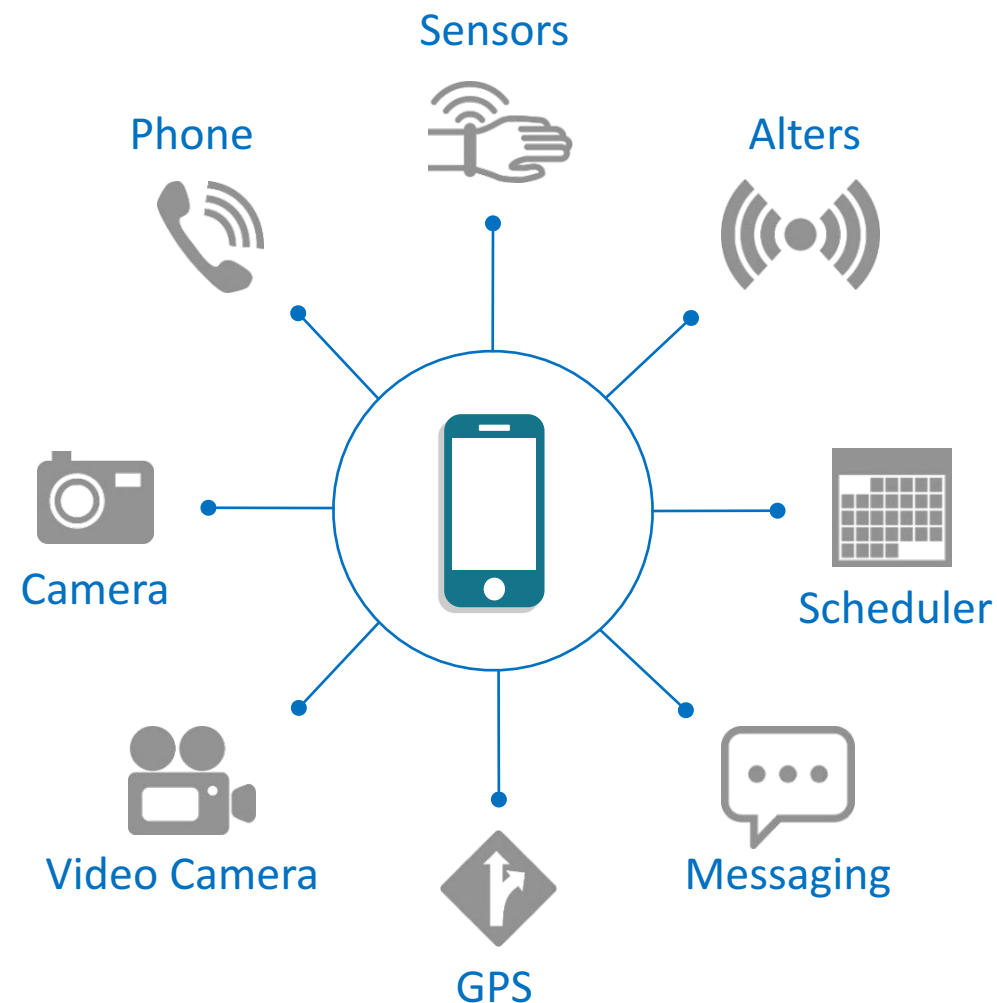 Sensors
Phone
Alters
Camera
Scheduler
Video Camera
Messaging
GPS